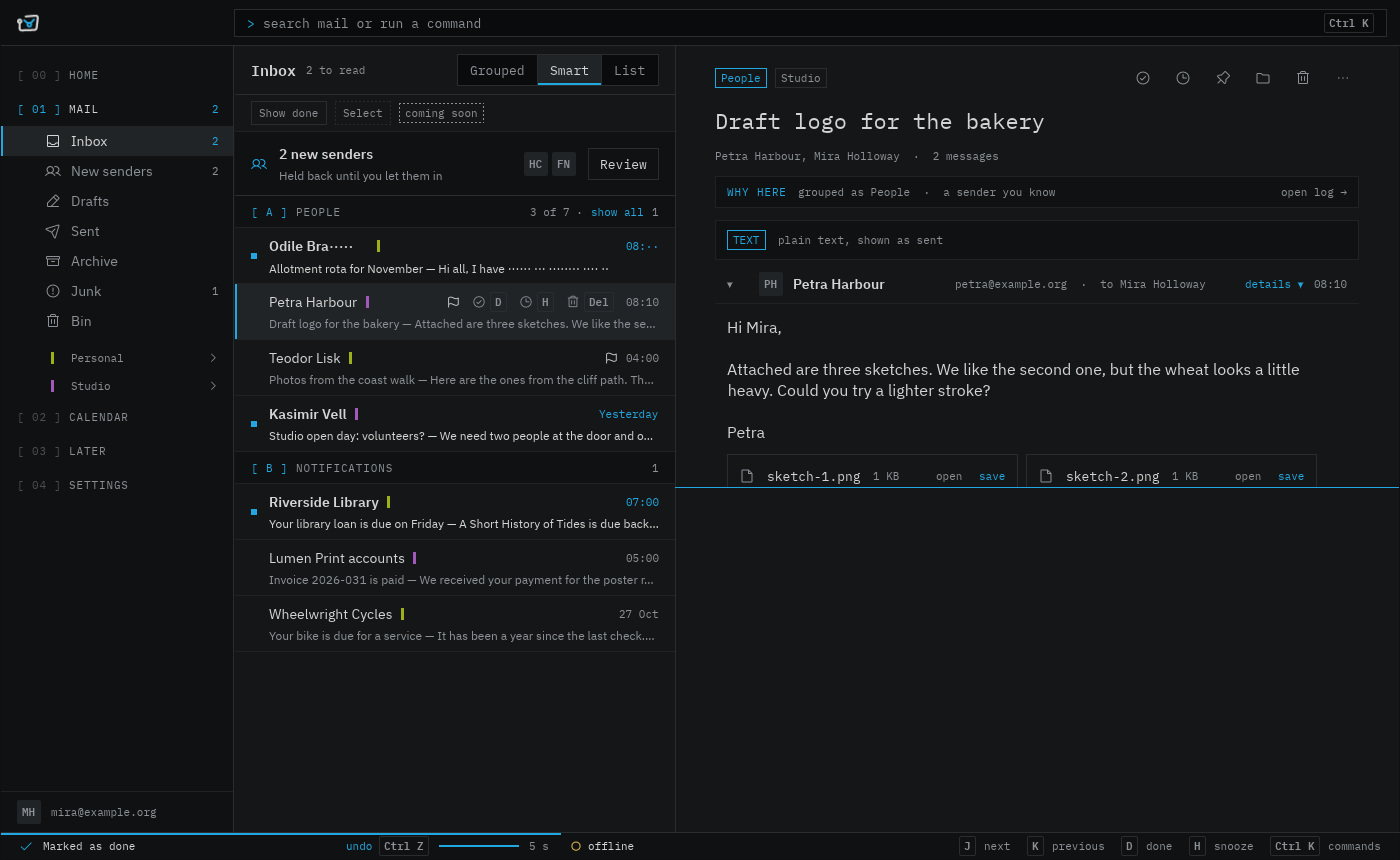 > search mail or run a command Ctrl K
[ 00 ] HOME
[ 01 ] MAIL 2
Inbox 2
New senders 2
Drafts
Sent
Archive
Junk 1
Bin
Personal
Studio
[ 02 ] CALENDAR
[ 03 ] LATER
[ 04 ] SETTINGS
MH mira@example.org
Inbox 2 to read Grouped Smart List
Show done Select coming soon
2 new senders
Held back until you let them in
HC FN Review
[ A ] PEOPLE 3 of 7 · show all 1
Odile Bra····· 08:··
Allotment rota for November — Hi all, I have ······ ··· ········ ···· ··
Petra Harbour D H Del 08:10
Draft logo for the bakery — Attached are three sketches. We like the se…
Teodor Lisk 04:00
Photos from the coast walk — Here are the ones from the cliff path. Th…
Kasimir Vell Yesterday
Studio open day: volunteers? — We need two people at the door and o…
[ B ] NOTIFICATIONS 1
Riverside Library 07:00
Your library loan is due on Friday — A Short History of Tides is due back…
Lumen Print accounts 05:00
Invoice 2026-031 is paid — We received your payment for the poster r…
Wheelwright Cycles 27 Oct
Your bike is due for a service — It has been a year since the last check.…
People Studio
Draft logo for the bakery
Petra Harbour, Mira Holloway · 2 messages
WHY HERE grouped as People · a sender you know open log →
TEXT plain text, shown as sent
▾ PH Petra Harbour petra@example.org · to Mira Holloway details ▾ 08:10
Hi Mira,
Attached are three sketches. We like the second one, but the wheat looks a little
heavy. Could you try a lighter stroke?
Petra
sketch-1.png 1 KB open save sketch-2.png 1 KB open save
Marked as done undo Ctrl Z 5 s offline J next K previous D done H snooze Ctrl K commands